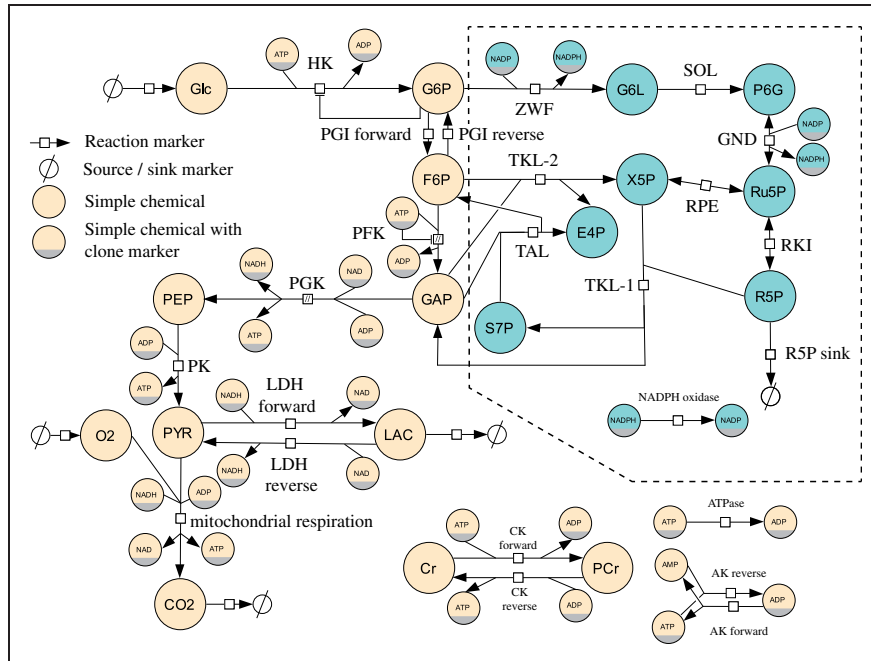 ATP
ADP
HK
NADP
NADPH
Glc
G6P
ZWF
G6L
SOL
P6G
PGI forward
PGI reverse
GND
NADP
NADPH
Reaction marker
Source / sink marker
Simple chemical
Simple chemical with
clone marker
F6P
TKL-2
X5P
RPE
Ru5P
ATP
PFK
ADP
TAL
E4P
RKI
NADH
PGK
NAD
TKL-1
PEP
GAP
R5P
ATP
ADP
S7P
ADP
PK
ATP
R5P sink
NADH
LDH
forward
NAD
NADPH oxidase
NADPH
NADP
O2
PYR
LAC
NADH
LDH
reverse
NAD
NADH
ADP
mitochondrial respiration
NAD
ATP
CO2
ATP
CK
forward
ADP
Cr
PCr
ATP
CK
reverse
ADP
ATPase
ATP
ADP
AMP
AK reverse
ADP
ATP
AK forward